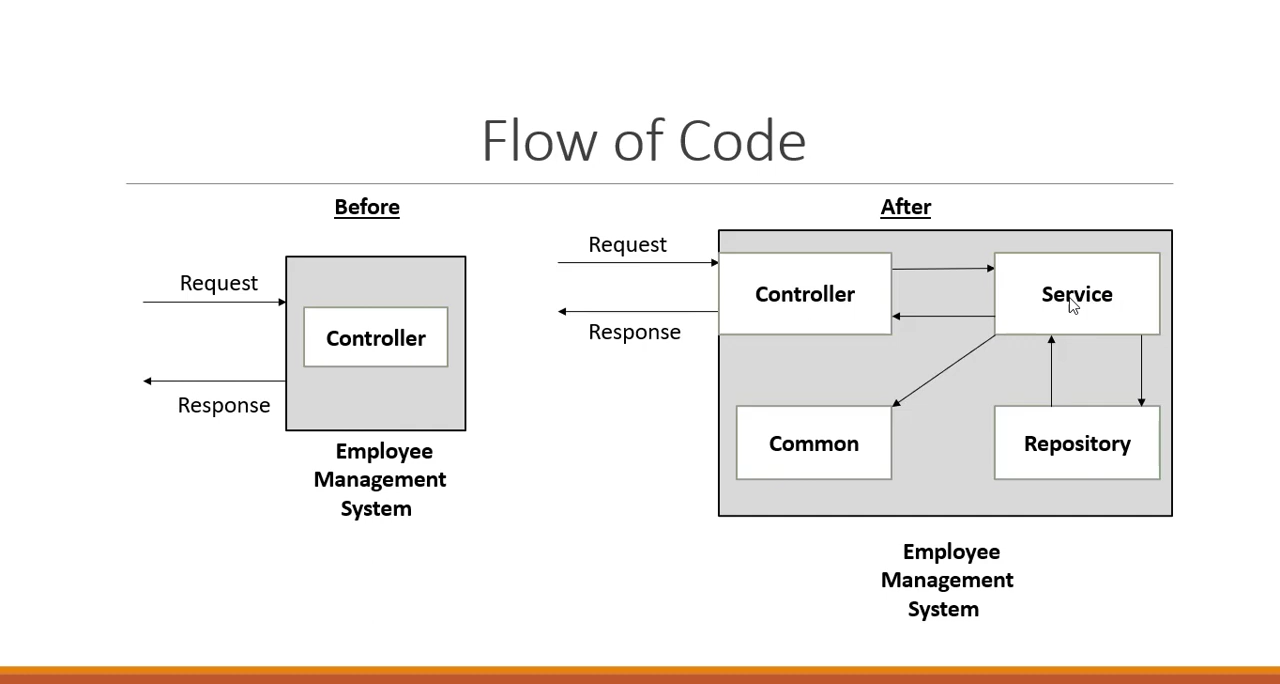 Flow of Code
Before
Request
Controller
Response
Employee
Management
System
After
Request
Response
Controller
Service
Common
Repository
Employee
Management
System